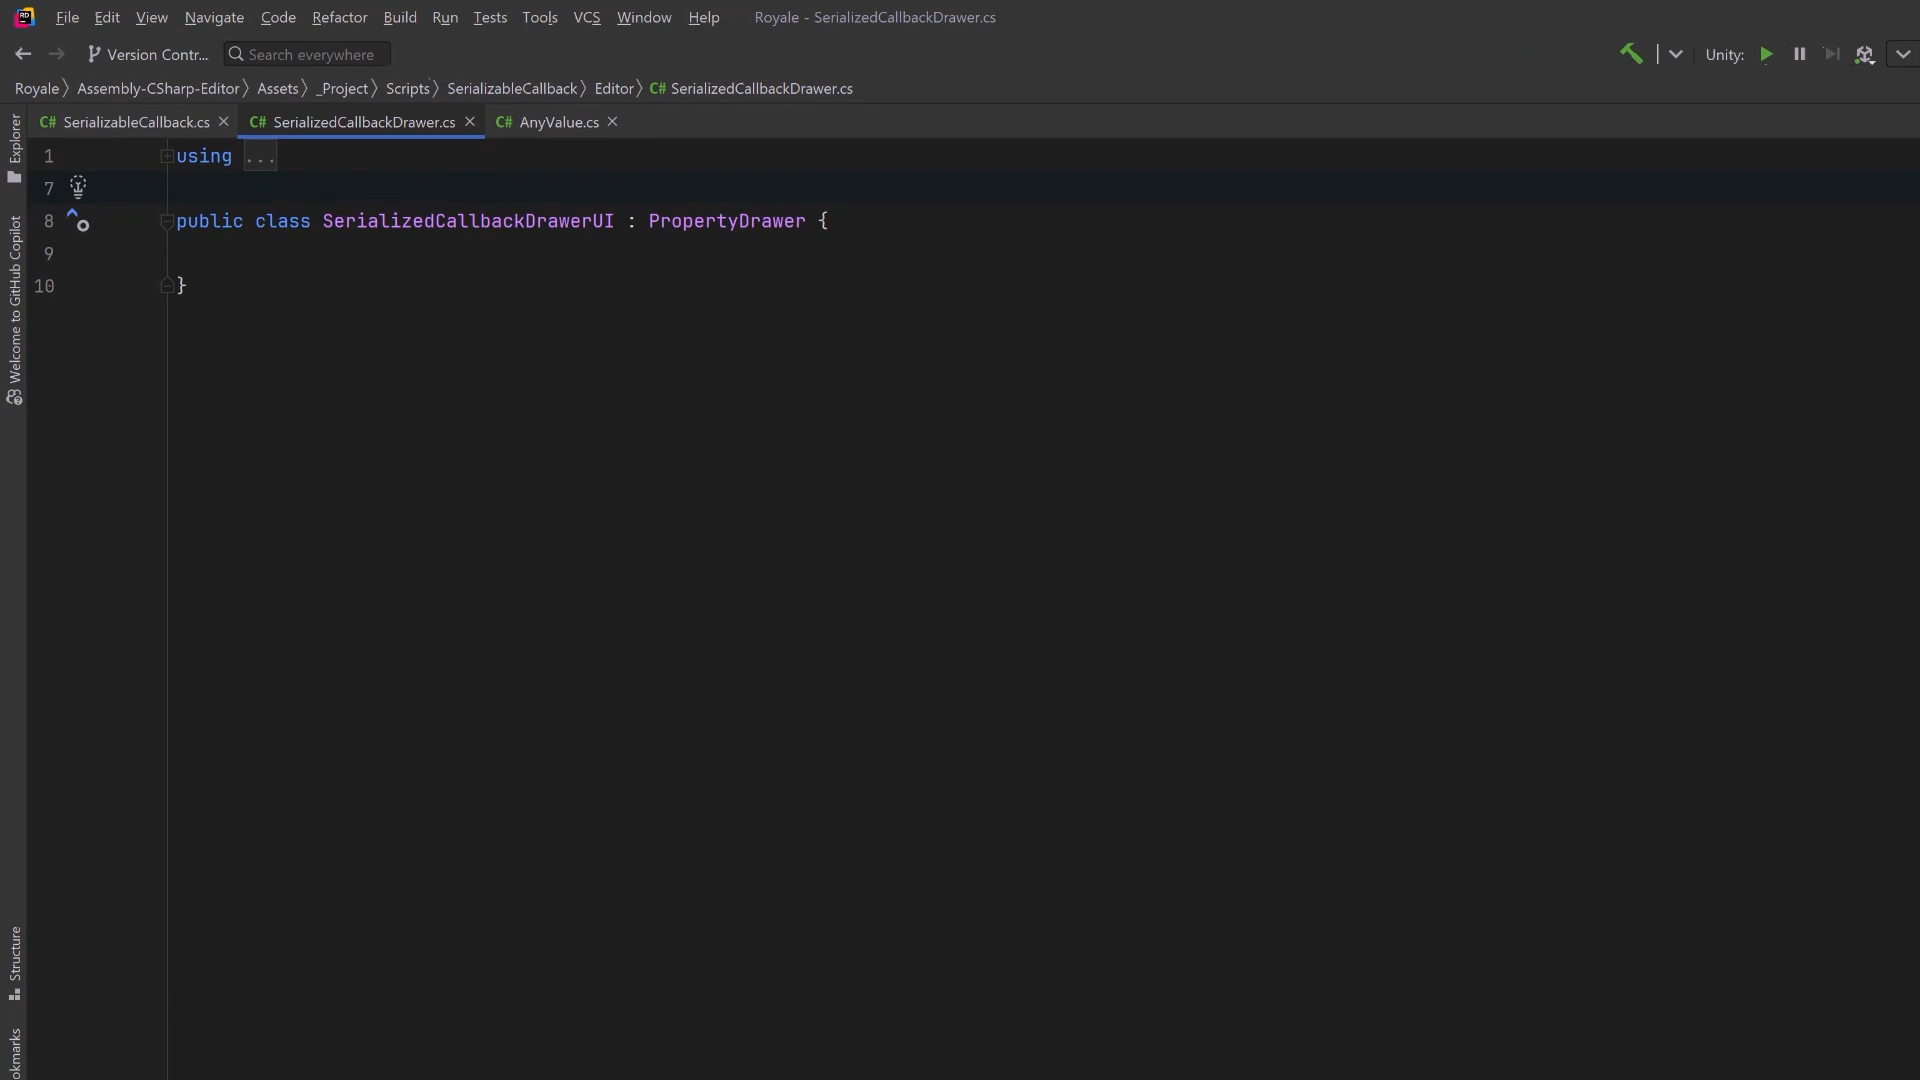 File Edit View Navigate Code Refactor Build Run Tests Tools VCS Window Help Royale - SerializedCallbackDrawer.cs
Version Contr... Search everywhere Unity:
Royale Assembly-CSharp-Editor Assets _Project Scripts SerializableCallback Editor C# SerializedCallbackDrawer.cs
C# SerializableCallback.cs C# SerializedCallbackDrawer.cs C# AnyValue.cs
1 using ...
7
8 public class SerializedCallbackDrawerUI : PropertyDrawer {
9
10 }
Explorer
Welcome to GitHub Copilot
Structure
okmarks